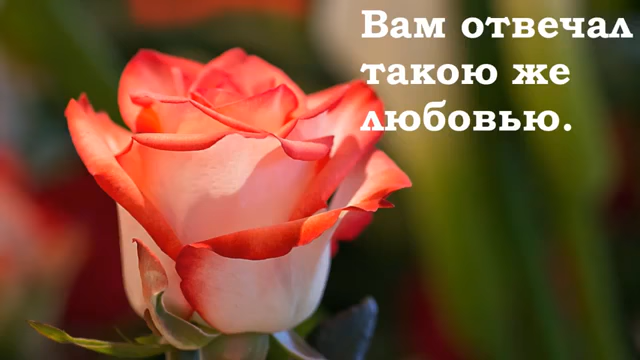 Вам отвечал
такою же
любовью.